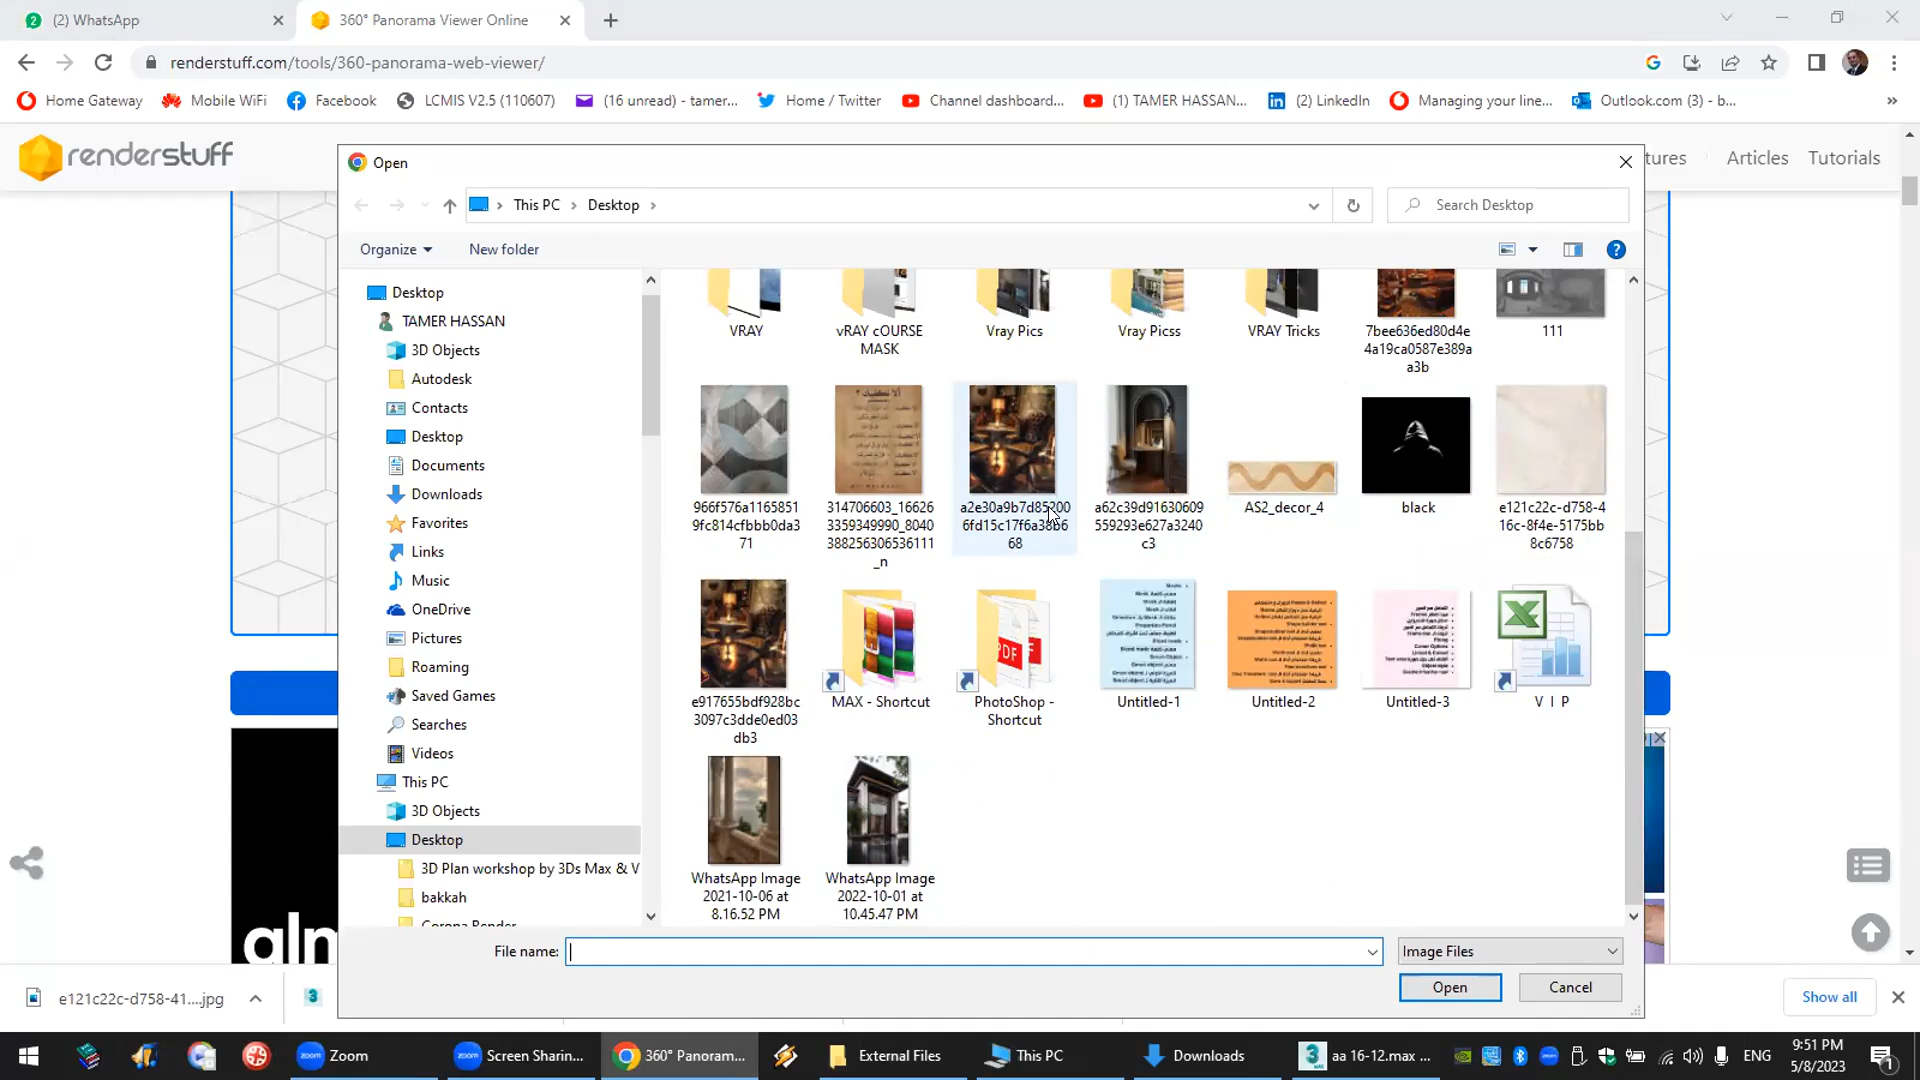 (2) WhatsApp
360° Panorama Viewer Online
renderstuff.com/tools/360-panorama-web-viewer/
Home Gateway
Mobile WiFi
Facebook
LCMIS V2.5 (110607)
(16 unread) - tamer...
Home / Twitter
Channel dashboard...
(1) TAMER HASSAN...
(2) LinkedIn
Managing your line...
Outlook.com (3) - b...
renderstuff
tures
Articles
Tutorials
Open
This PC
Desktop
Search Desktop
Organize
New folder
Desktop
TAMER HASSAN
3D Objects
Autodesk
Contacts
Desktop
Documents
Downloads
Favorites
Links
Music
OneDrive
Pictures
Roaming
Saved Games
Searches
Videos
This PC
3D Objects
Desktop
3D Plan workshop by 3Ds Max & V
bakkah
Corona Render
VRAY
vRAY cOURSE
MASK
Vray Pics
Vray Picss
VRAY Tricks
7bee636ed80d4e
4a19ca0587e389a
a3b
111
966f576a1165851
9fc814cfbbb0da3
71
314706603_16626
3359349990_8040
388256306536111
_n
a2e30a9b7d85200
6fd15c17f6a38b6
68
a62c39d91630609
559293e627a3240
c3
AS2_decor_4
black
e121c22c-d758-4
16c-8f4e-5175bb
8c6758
e917655bdf928bc
3097c3dde0ed03
db3
MAX - Shortcut
PDF
PhotoShop -
Shortcut
Untitled-1
Untitled-2
Untitled-3
V I P
WhatsApp Image
2021-10-06 at
8.16.52 PM
WhatsApp Image
2022-10-01 at
10.45.47 PM
File name:
Image Files
Open
Cancel
alm
e121c22c-d758-41....jpg
Show all
Zoom
Screen Sharin...
360° Panoram...
External Files
This PC
Downloads
aa 16-12.max ...
ENG
9:51 PM
5/8/2023
1